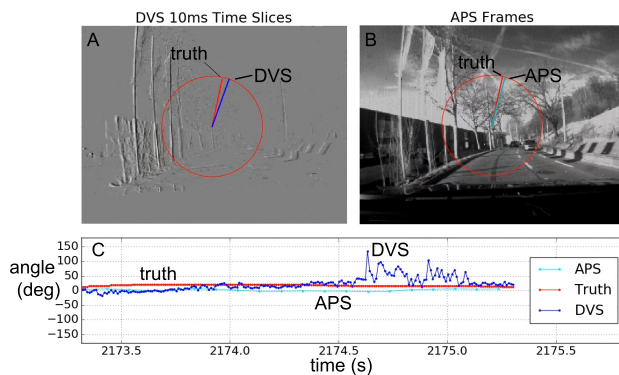 DVS 10ms Time Slices
APS Frames
A
truth
DVS
B
truth
APS
C
DVS
angle
(deg)
truth
APS
150
100
50
0
−50
−100
−150
2173.5
2174.0
2174.5
2175.0
2175.5
time (s)
APS
Truth
DVS